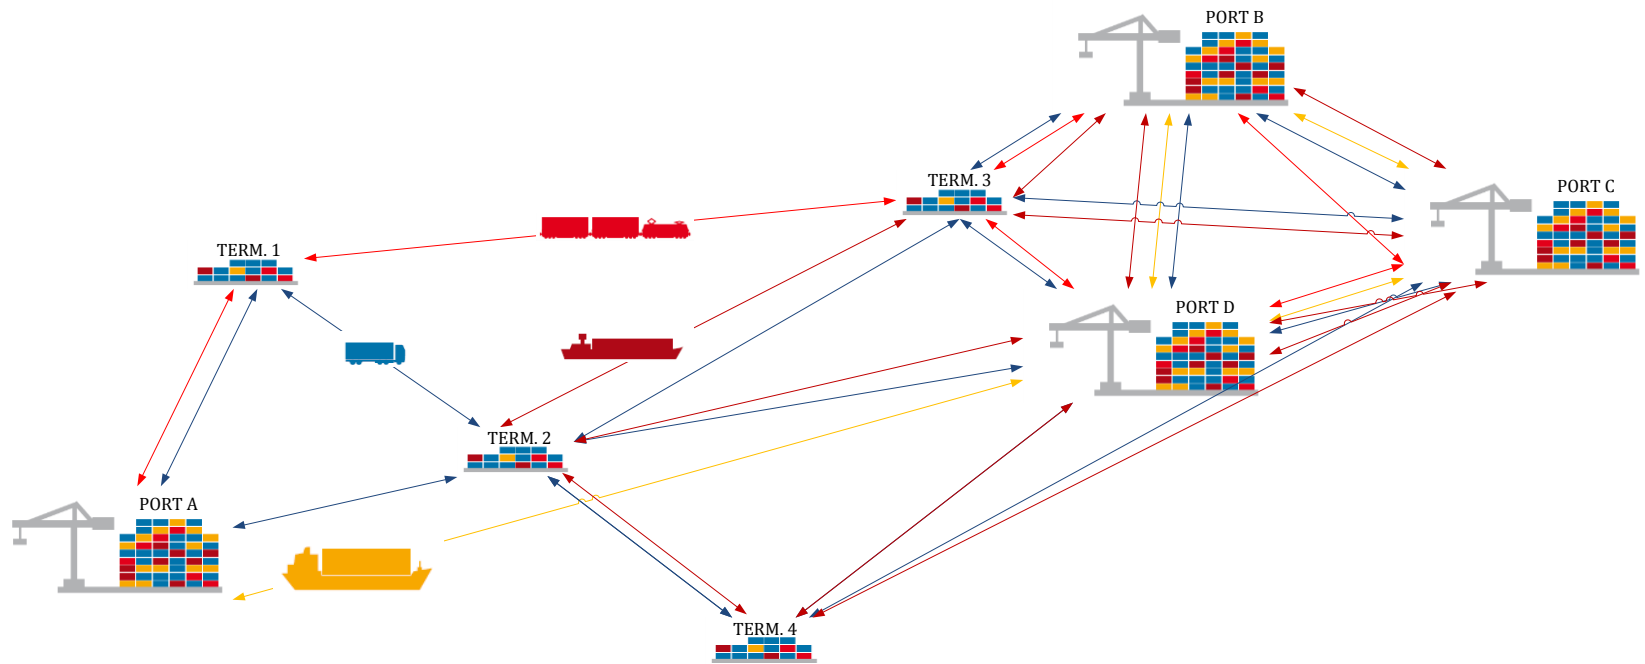 PORT B
TERM. 3
PORT C
TERM. 1
PORT D
TERM. 2
PORT A
TERM. 4